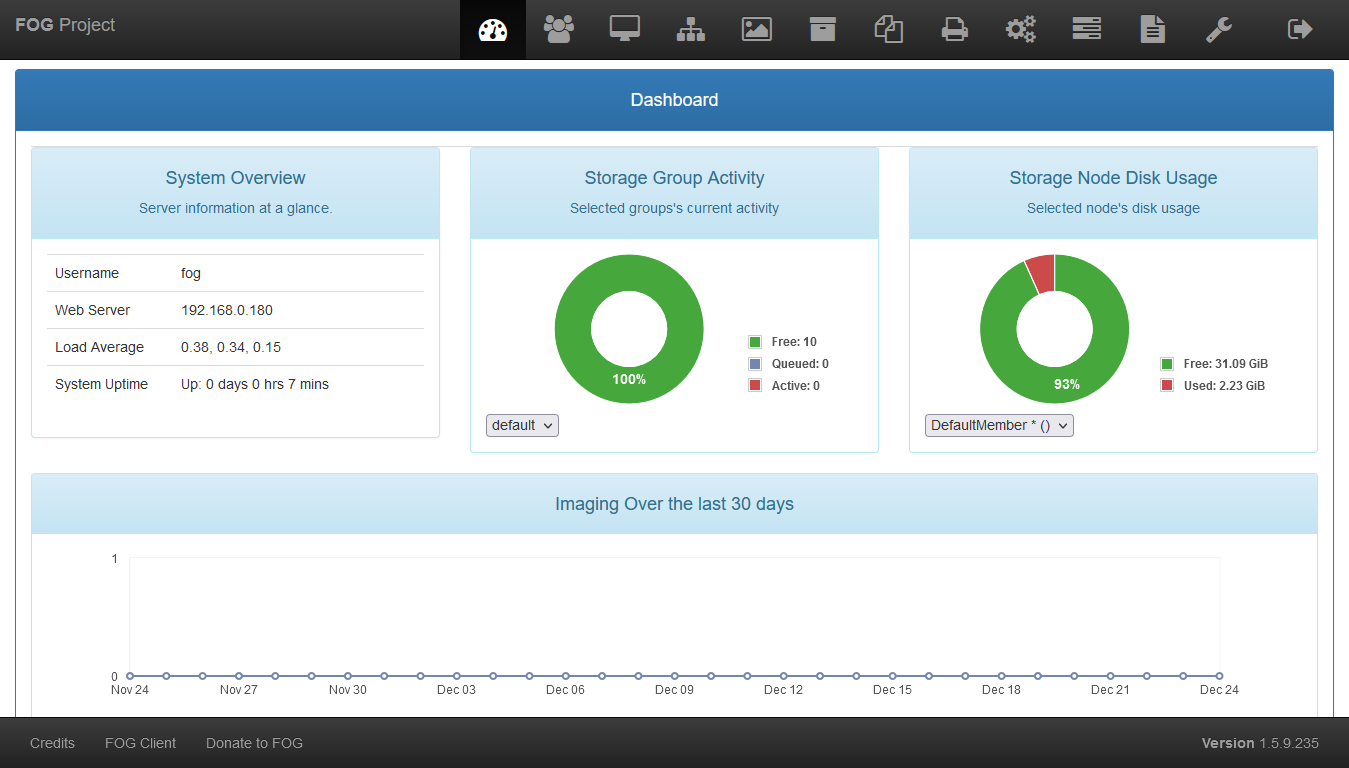 FOG Project
Dashboard
System Overview
Server information at a glance.
Username fog
Web Server 192.168.0.180
Load Average 0.38, 0.34, 0.15
System Uptime Up: 0 days 0 hrs 7 mins
Storage Group Activity
Selected groups's current activity
100%
Free: 10
Queued: 0
Active: 0
default
Storage Node Disk Usage
Selected node's disk usage
93%
Free: 31.09 GiB
Used: 2.23 GiB
DefaultMember * ()
Imaging Over the last 30 days
1
0
Nov 24 Nov 27 Nov 30 Dec 03 Dec 06 Dec 09 Dec 12 Dec 15 Dec 18 Dec 21 Dec 24
Credits FOG Client Donate to FOG Version 1.5.9.235